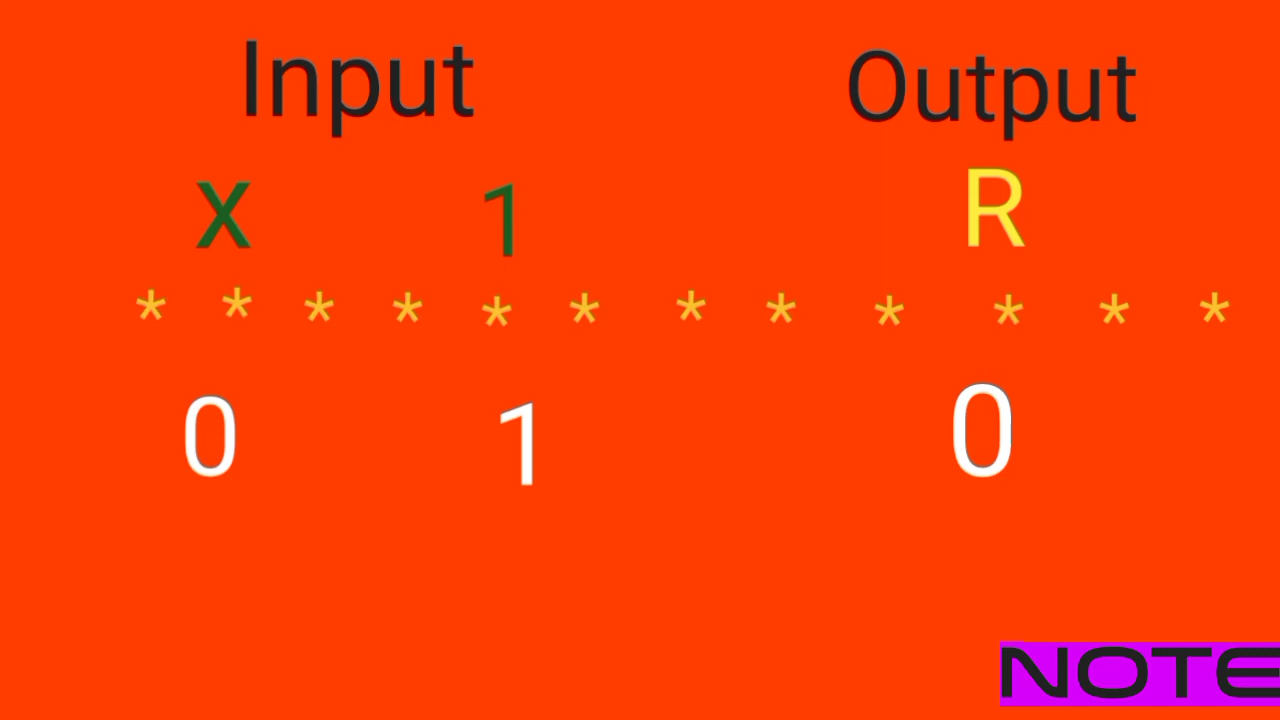 Input Output
X 1 R
* * * * * * * * * * * *
0 1 0
NOTE